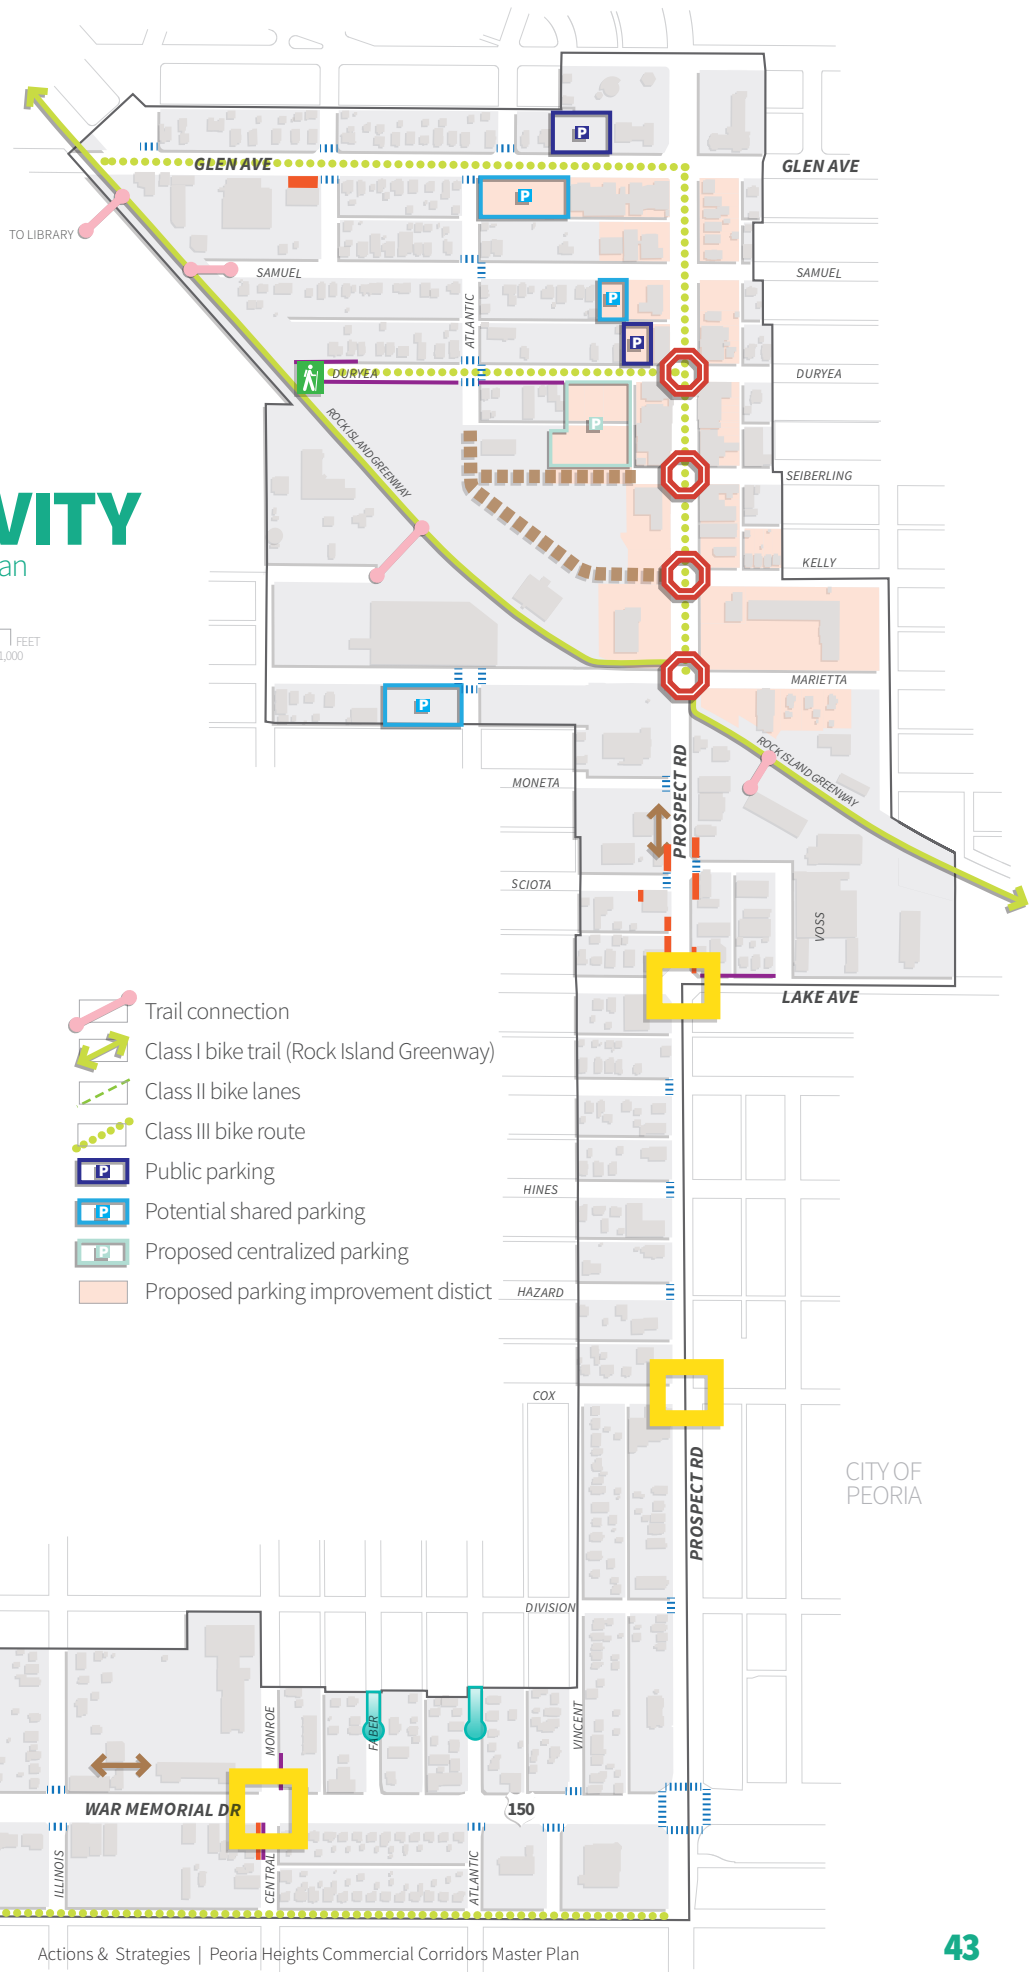 GLEN AVE
GLEN AVE
P
P
TO LIBRARY
SAMUEL
SAMUEL
ATLANTIC
P
P
DURYEA
DURYEA
P
ROCK ISLAND GREENWAY
SEIBERLING
VITY
an
KELLY
FEET
1,000
MARIETTA
P
ROCK ISLAND GREENWAY
PROSPECT RD
MONETA
SCIOTA
VOSS
LAKE AVE
Trail connection
Class I bike trail (Rock Island Greenway)
Class II bike lanes
Class III bike route
P Public parking
P Potential shared parking
P Proposed centralized parking
Proposed parking improvement distict
HINES
HAZARD
COX
PROSPECT RD
CITY OF
PEORIA
DIVISION
MONROE
FABER
VINCENT
WAR MEMORIAL DR
150
ILLINOIS
CENTRAL
ATLANTIC
Actions & Strategies | Peoria Heights Commercial Corridors Master Plan
43